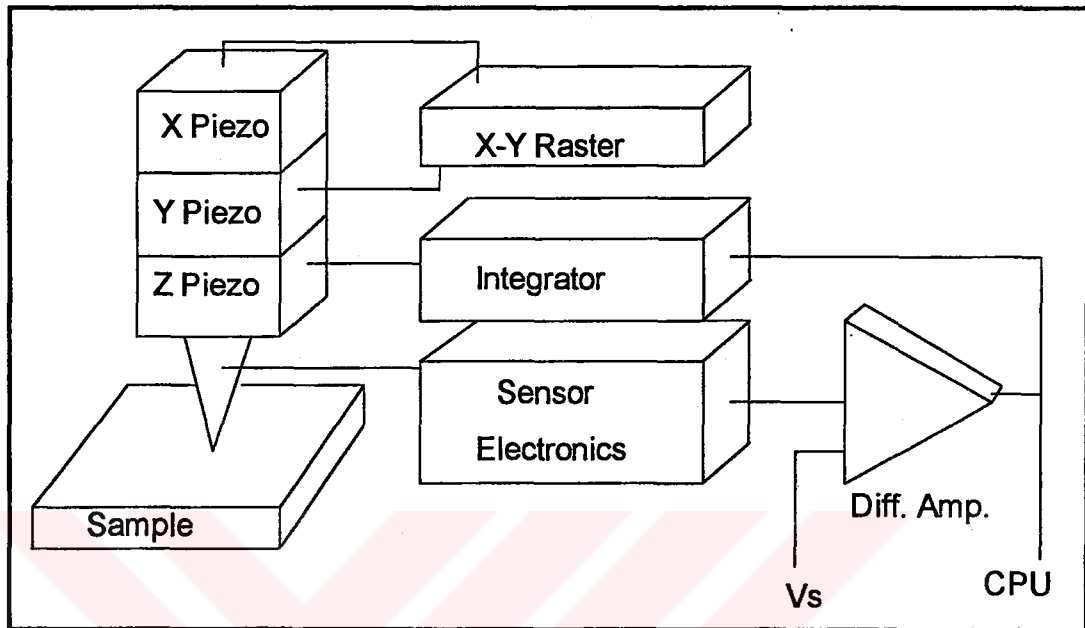 X Piezo
Y Piezo
Z Piezo
X-Y Raster
Integrator
Sensor
Electronics
Sample
Diff. Amp.
Vs
CPU